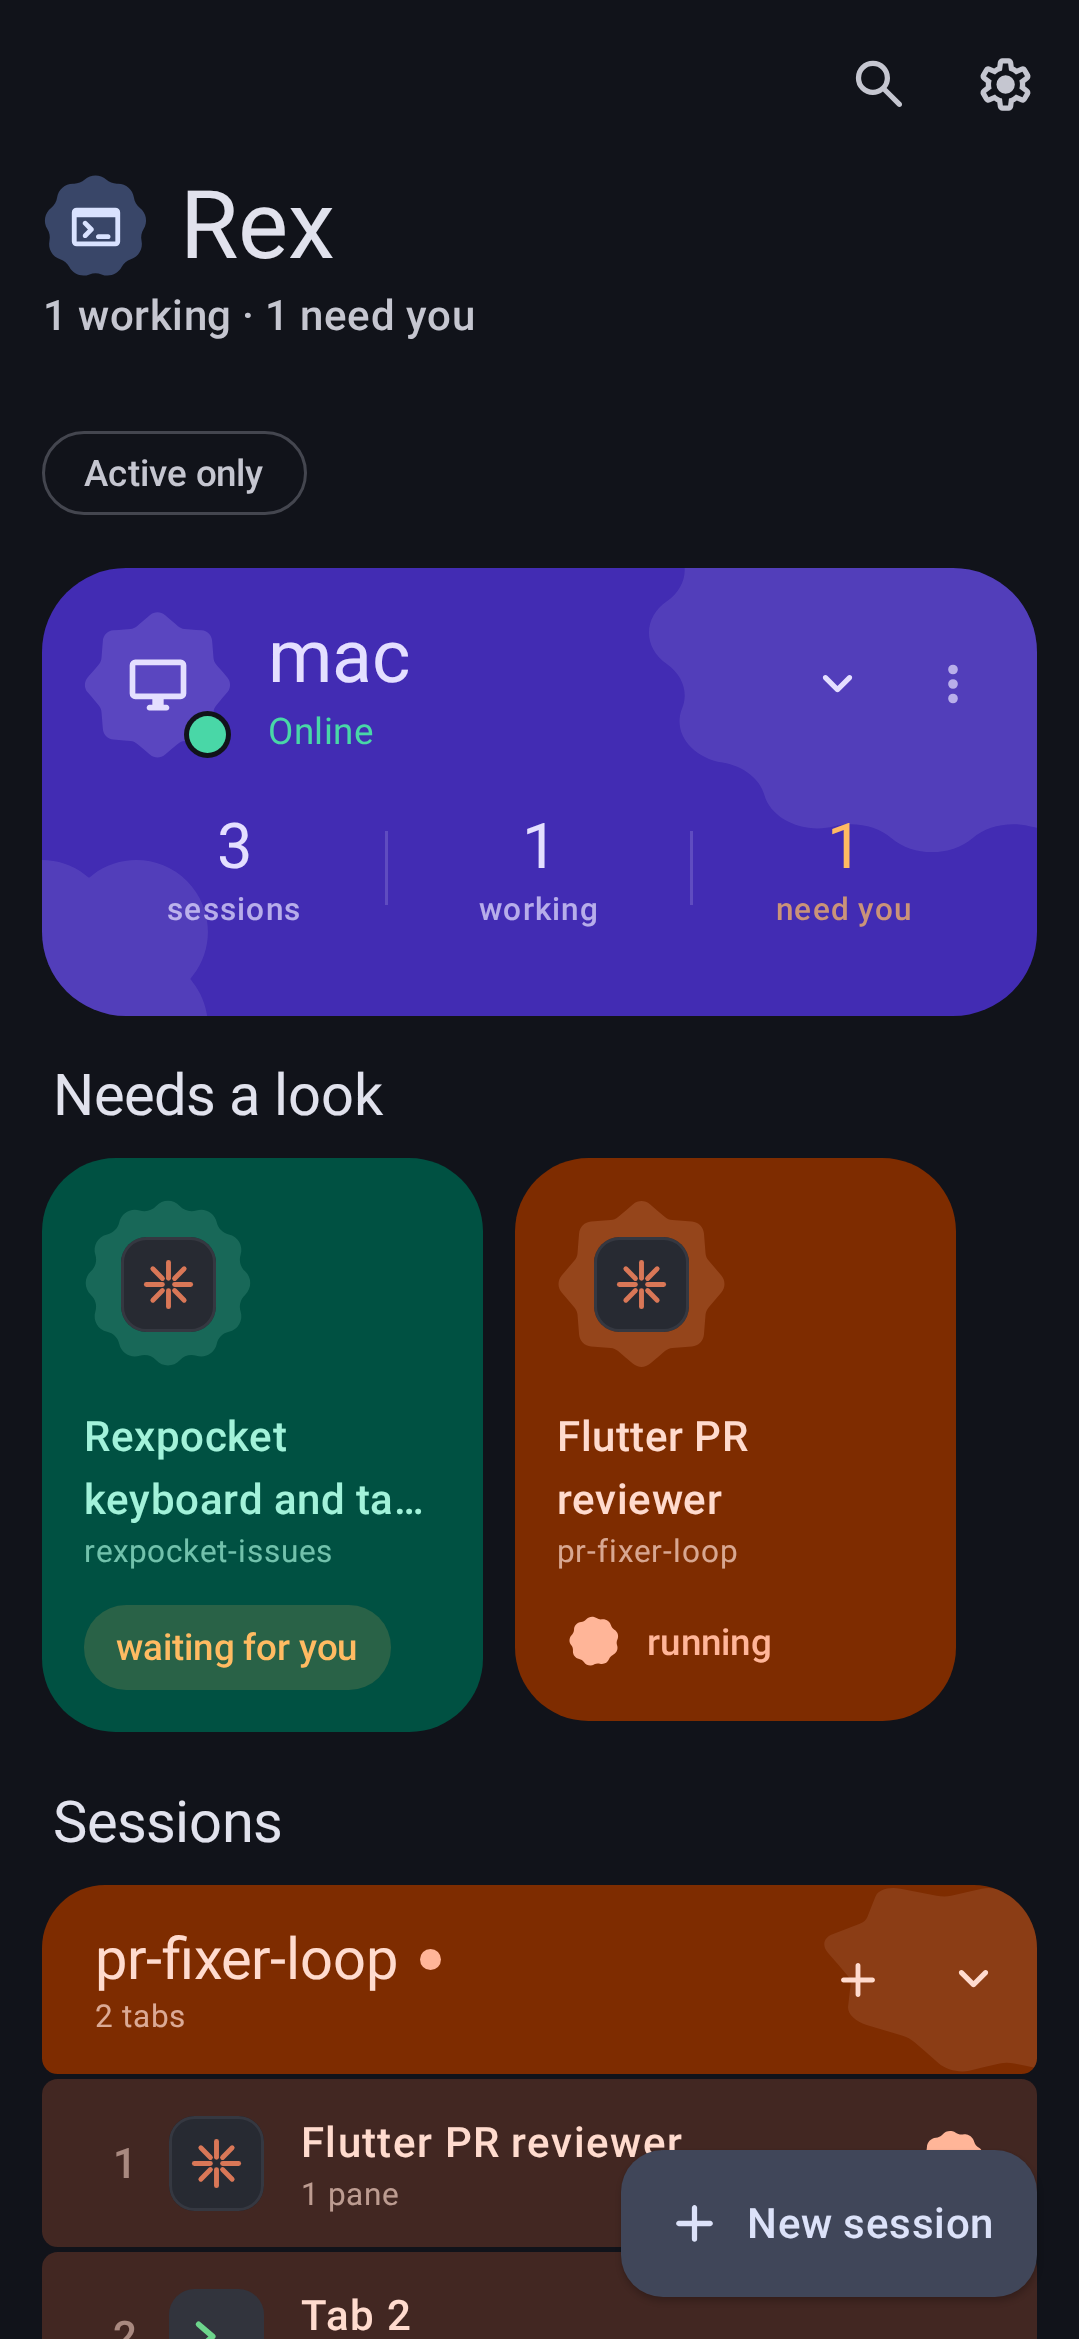 Rex
1 working · 1 need you
Active only
mac
Online
3
sessions
1
working
1
need you
Needs a look
Rexpocket
keyboard and ta…
rexpocket-issues
waiting for you
Flutter PR
reviewer
pr-fixer-loop
running
Sessions
pr-fixer-loop
2 tabs
1
Flutter PR reviewer
1 pane
New session
2
Tab 2